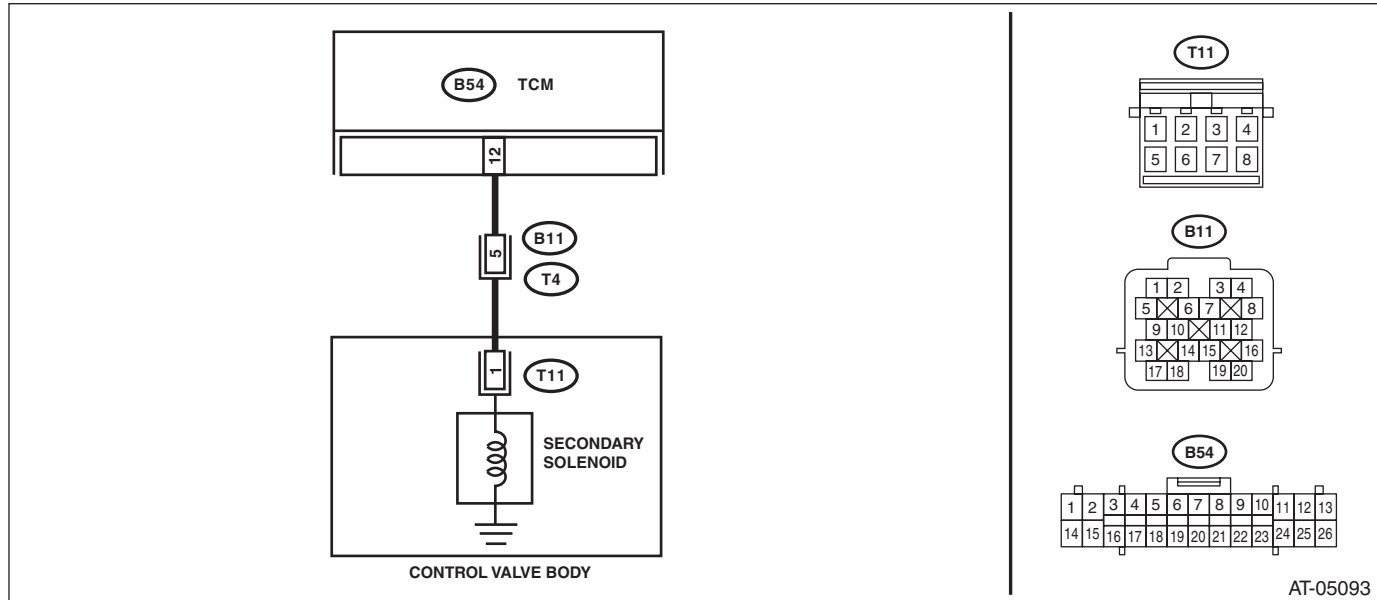 B54 TCM
12
5
B11
T4
1
T11
SECONDARY
SOLENOID
CONTROL VALVE BODY
T11
1 2 3 4
5 6 7 8
B11
1 2 3 4
5 6 7 8
9 10 11 12
13 14 15 16
17 18 19 20
B54
1 2 3 4 5 6 7 8 9 10 11 12 13
14 15 16 17 18 19 20 21 22 23 24 25 26
AT-05093